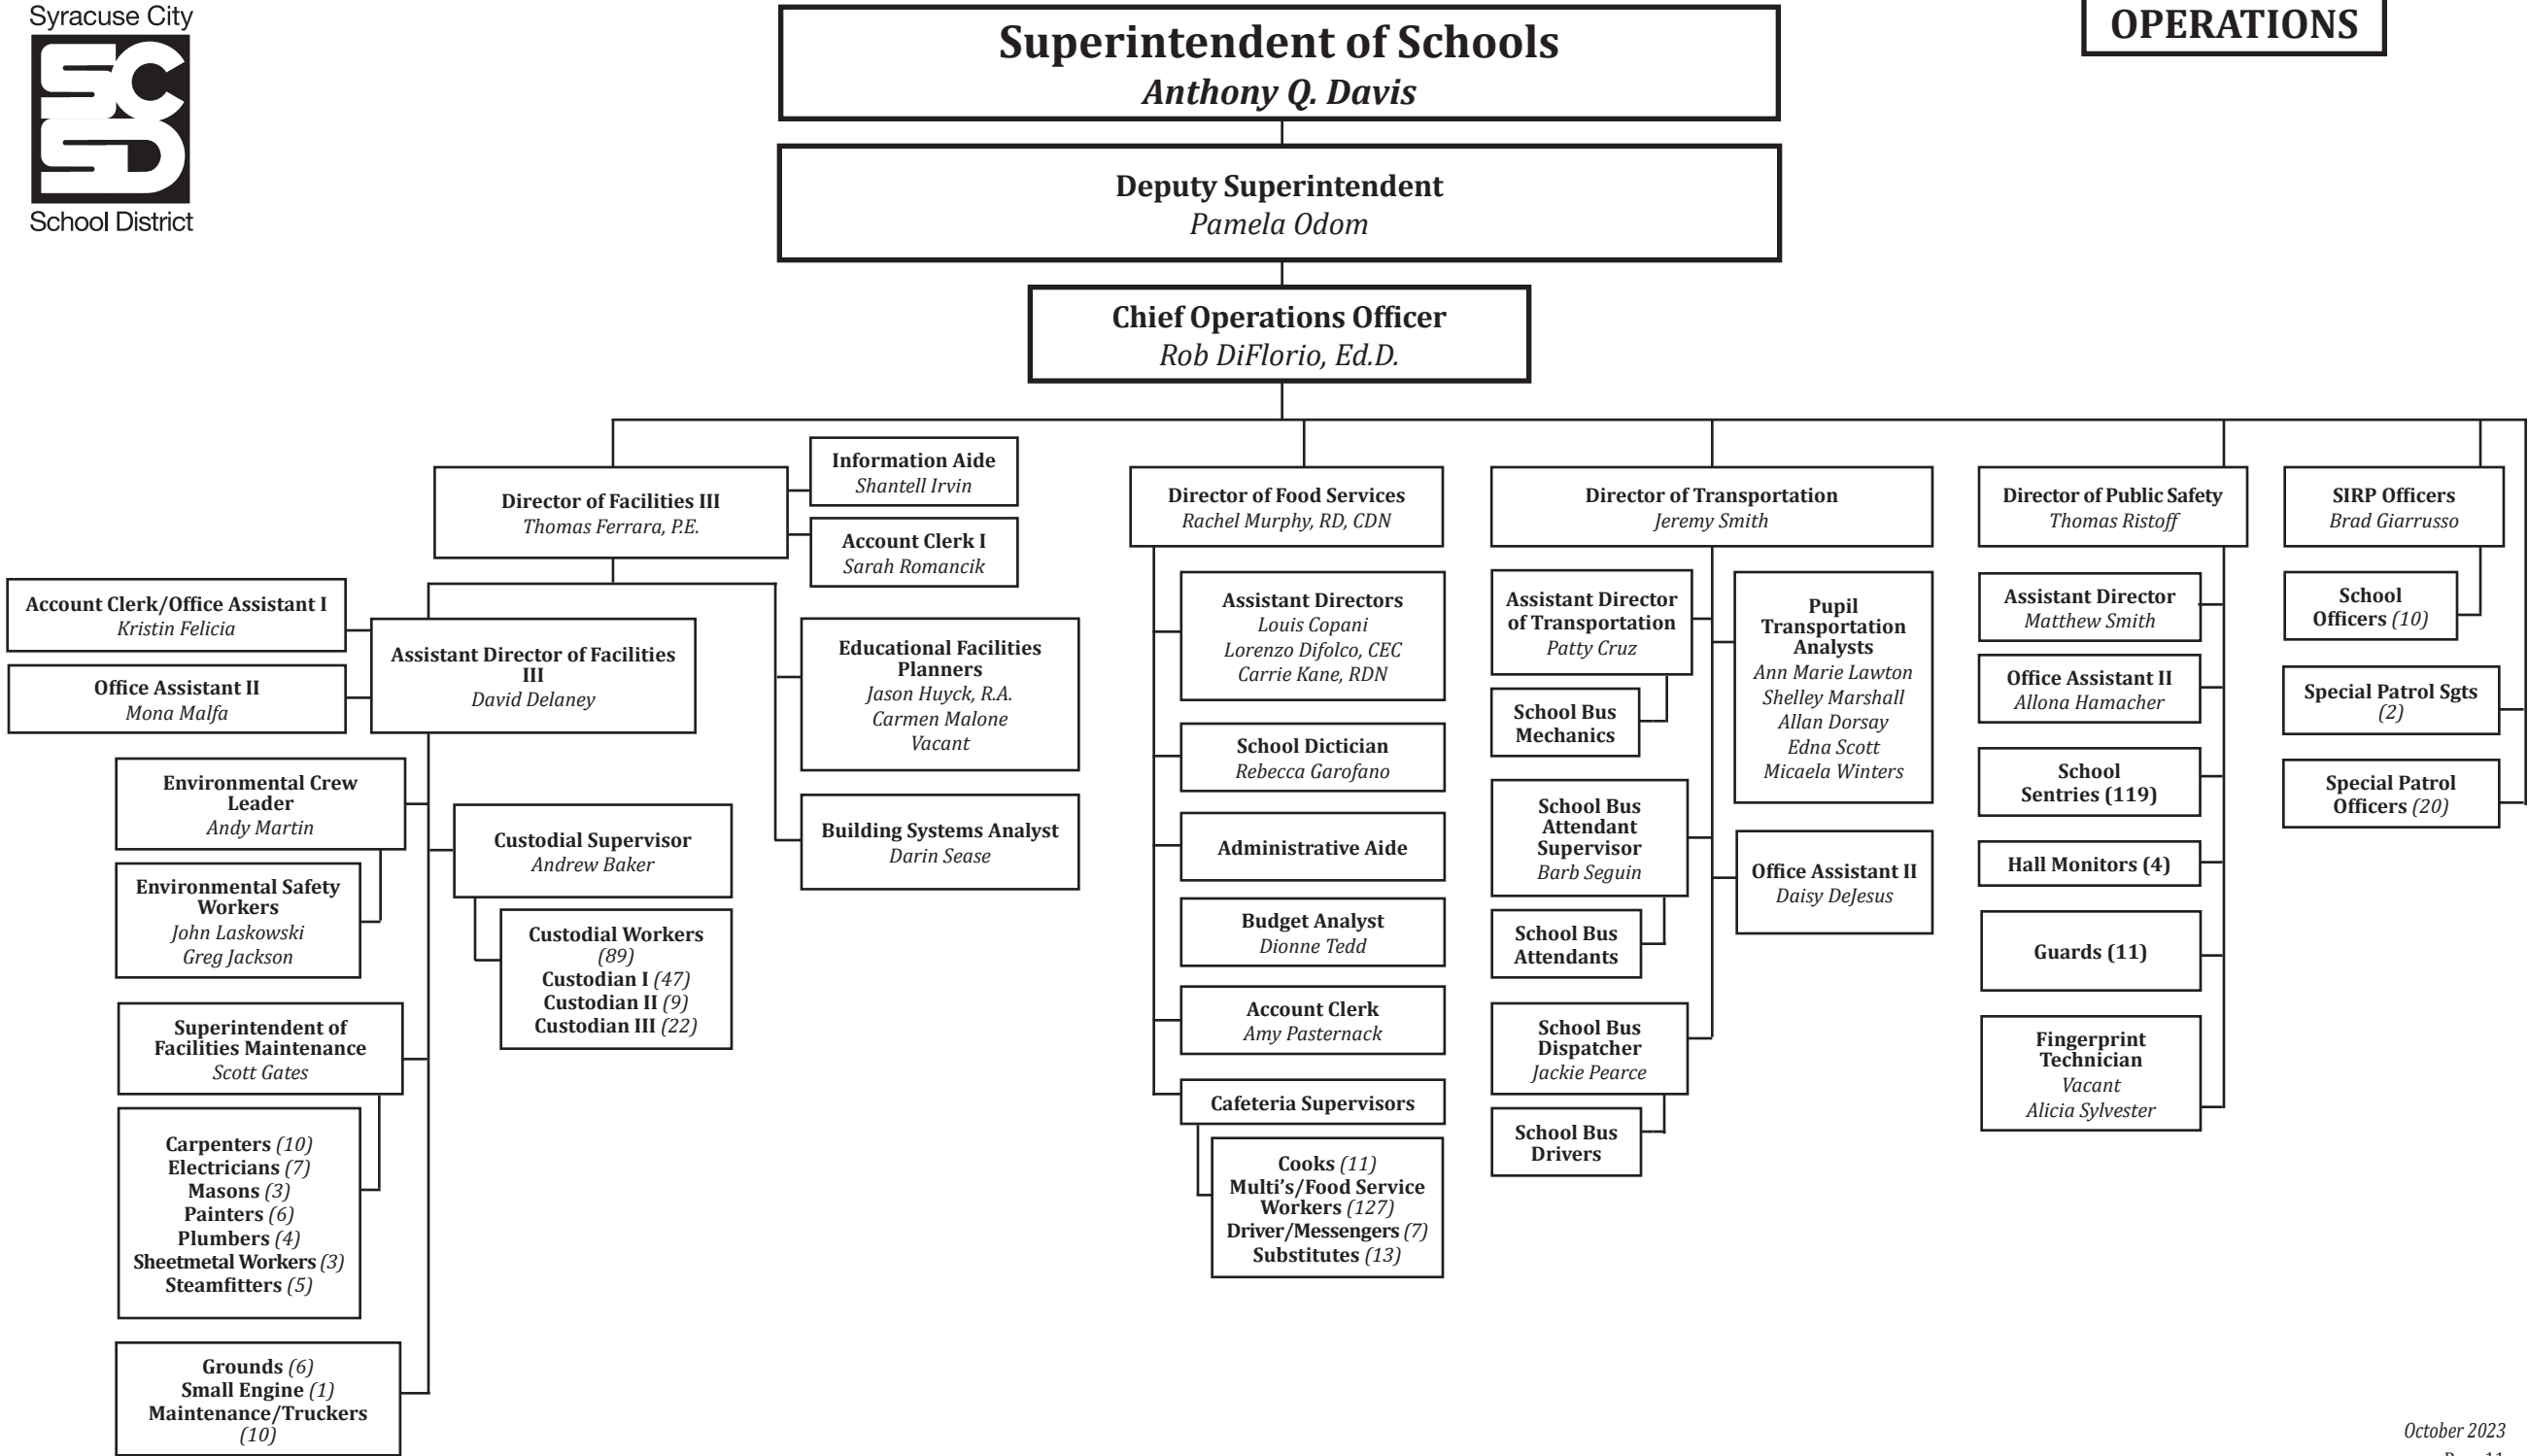 Syracuse City
SCSD
School District
OPERATIONS
Superintendent of Schools
Anthony Q. Davis
Deputy Superintendent
Pamela Odom
Chief Operations Officer
Rob DiFlorio, Ed.D.
Director of Facilities III
Thomas Ferrara, P.E.
Information Aide
Shantell Irvin
Account Clerk I
Sarah Romancik
Account Clerk/Office Assistant I
Kristin Felicia
Office Assistant II
Mona Malfa
Assistant Director of Facilities
III
David Delaney
Educational Facilities
Planners
Jason Huyck, R.A.
Carmen Malone
Vacant
Building Systems Analyst
Darin Sease
Environmental Crew
Leader
Andy Martin
Environmental Safety
Workers
John Laskowski
Greg Jackson
Custodial Supervisor
Andrew Baker
Custodial Workers
(89)
Custodian I (47)
Custodian II (9)
Custodian III (22)
Superintendent of
Facilities Maintenance
Scott Gates
Carpenters (10)
Electricians (7)
Masons (3)
Painters (6)
Plumbers (4)
Sheetmetal Workers (3)
Steamfitters (5)
Grounds (6)
Small Engine (1)
Maintenance/Truckers
(10)
Director of Food Services
Rachel Murphy, RD, CDN
Assistant Directors
Louis Copani
Lorenzo Difolco, CEC
Carrie Kane, RDN
School Dictician
Rebecca Garofano
Administrative Aide
Budget Analyst
Dionne Tedd
Account Clerk
Amy Pasternack
Cafeteria Supervisors
Cooks (11)
Multi's/Food Service
Workers (127)
Driver/Messengers (7)
Substitutes (13)
Director of Transportation
Jeremy Smith
Assistant Director
of Transportation
Patty Cruz
School Bus
Mechanics
School Bus
Attendant
Supervisor
Barb Seguin
School Bus
Attendants
School Bus
Dispatcher
Jackie Pearce
School Bus
Drivers
Pupil
Transportation
Analysts
Ann Marie Lawton
Shelley Marshall
Allan Dorsay
Edna Scott
Micaela Winters
Office Assistant II
Daisy DeJesus
Director of Public Safety
Thomas Ristoff
Assistant Director
Matthew Smith
Office Assistant II
Allona Hamacher
School
Sentries (119)
Hall Monitors (4)
Guards (11)
Fingerprint
Technician
Vacant
Alicia Sylvester
SIRP Officers
Brad Giarrusso
School
Officers (10)
Special Patrol Sgts
(2)
Special Patrol
Officers (20)
October 2023